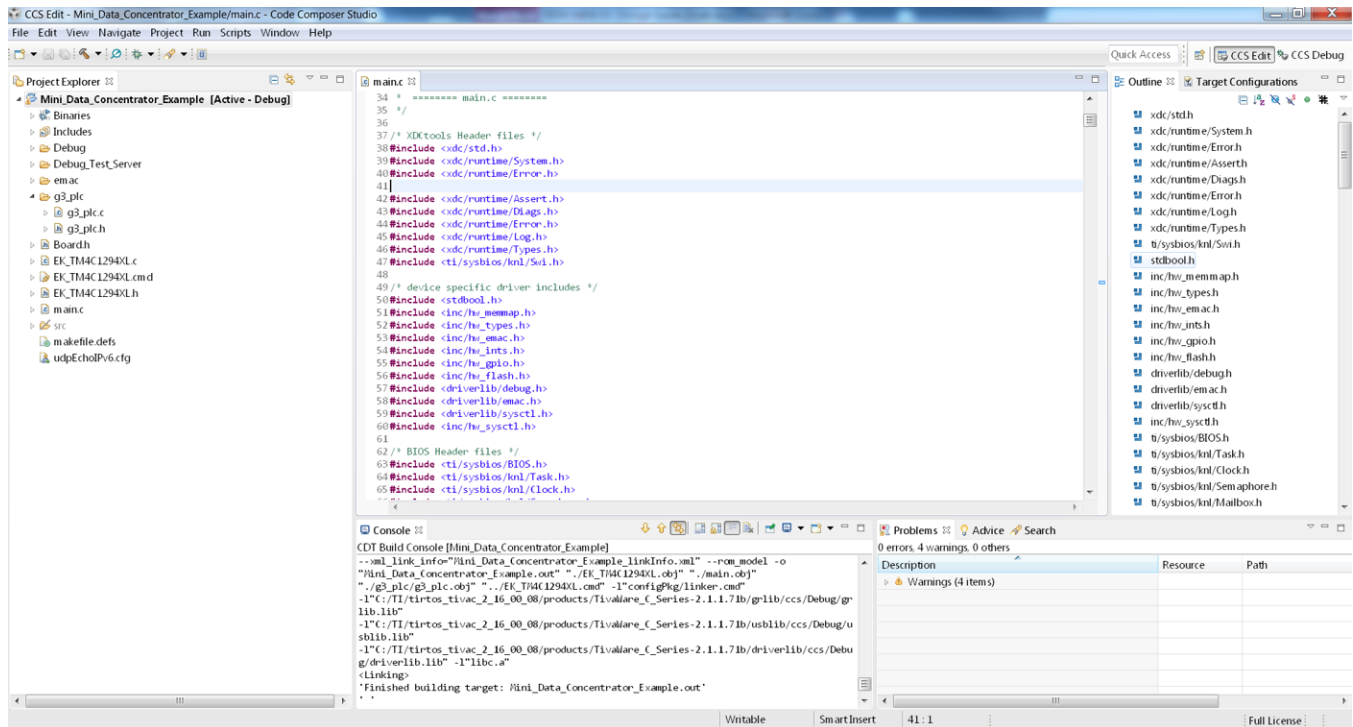 CCS Edit - Mini_Data_Concentrator_Example/main.c - Code Composer Studio
File Edit View Navigate Project Run Scripts Window Help
Quick Access CCS Edit CCS Debug
Project Explorer
Mini_Data_Concentrator_Example [Active - Debug]
Binaries
Includes
Debug
Debug_Test_Server
emac
g3_plc
g3_plc.c
g3_plc.h
Board.h
EK_TM4C1294XL.c
EK_TM4C1294XL.cmd
EK_TM4C1294XL.h
main.c
src
makefile.defs
udpEchoIPv6.cfg
main.c
34 * ======== main.c ========
35 */
36
37 /* XDCtools Header files */
38 #include <xdc/std.h>
39 #include <xdc/runtime/System.h>
40 #include <xdc/runtime/Error.h>
41
42 #include <xdc/runtime/Assert.h>
43 #include <xdc/runtime/Diags.h>
44 #include <xdc/runtime/Error.h>
45 #include <xdc/runtime/Log.h>
46 #include <xdc/runtime/Types.h>
47 #include <ti/sysbios/knl/Swi.h>
48
49 /* device specific driver includes */
50 #include <stdbool.h>
51 #include <inc/hw_memmap.h>
52 #include <inc/hw_types.h>
53 #include <inc/hw_emac.h>
54 #include <inc/hw_ints.h>
55 #include <inc/hw_gpio.h>
56 #include <inc/hw_flash.h>
57 #include <driverlib/debug.h>
58 #include <driverlib/emac.h>
59 #include <driverlib/sysctl.h>
60 #include <inc/hw_sysctl.h>
61
62 /* BIOS Header files */
63 #include <ti/sysbios/BIOS.h>
64 #include <ti/sysbios/knl/Task.h>
65 #include <ti/sysbios/knl/Clock.h>
Outline Target Configurations
xdc/std.h
xdc/runtime/System.h
xdc/runtime/Error.h
xdc/runtime/Assert.h
xdc/runtime/Diags.h
xdc/runtime/Error.h
xdc/runtime/Log.h
xdc/runtime/Types.h
ti/sysbios/knl/Swi.h
stdbool.h
inc/hw_memmap.h
inc/hw_types.h
inc/hw_emac.h
inc/hw_ints.h
inc/hw_gpio.h
inc/hw_flash.h
driverlib/debug.h
driverlib/emac.h
driverlib/sysctl.h
inc/hw_sysctl.h
ti/sysbios/BIOS.h
ti/sysbios/knl/Task.h
ti/sysbios/knl/Clock.h
ti/sysbios/knl/Semaphore.h
ti/sysbios/knl/Mailbox.h
Console
CDT Build Console [Mini_Data_Concentrator_Example]
--xml_link_info="Mini_Data_Concentrator_Example_linkInfo.xml" --rom_model -o
"Mini_Data_Concentrator_Example.out" "./EK_TM4C1294XL.obj" "./main.obj"
"./g3_plc/g3_plc.obj" "../EK_TM4C1294XL.cmd" -l"configPkg/linker.cmd"
-l"C:/TI/tirtos_tivac_2_16_00_08/products/TivaWare_C_Series-2.1.1.71b/grlib/ccs/Debug/gr
lib.lib"
-l"C:/TI/tirtos_tivac_2_16_00_08/products/TivaWare_C_Series-2.1.1.71b/usblib/ccs/Debug/u
sblib.lib"
-l"C:/TI/tirtos_tivac_2_16_00_08/products/TivaWare_C_Series-2.1.1.71b/driverlib/ccs/Debu
g/driverlib.lib" -l"libc.a"
<Linking>
'Finished building target: Mini_Data_Concentrator_Example.out'
' '
Problems Advice Search
0 errors, 4 warnings, 0 others
Description Resource Path
Warnings (4 items)
Writable Smart Insert 41 : 1 Full License